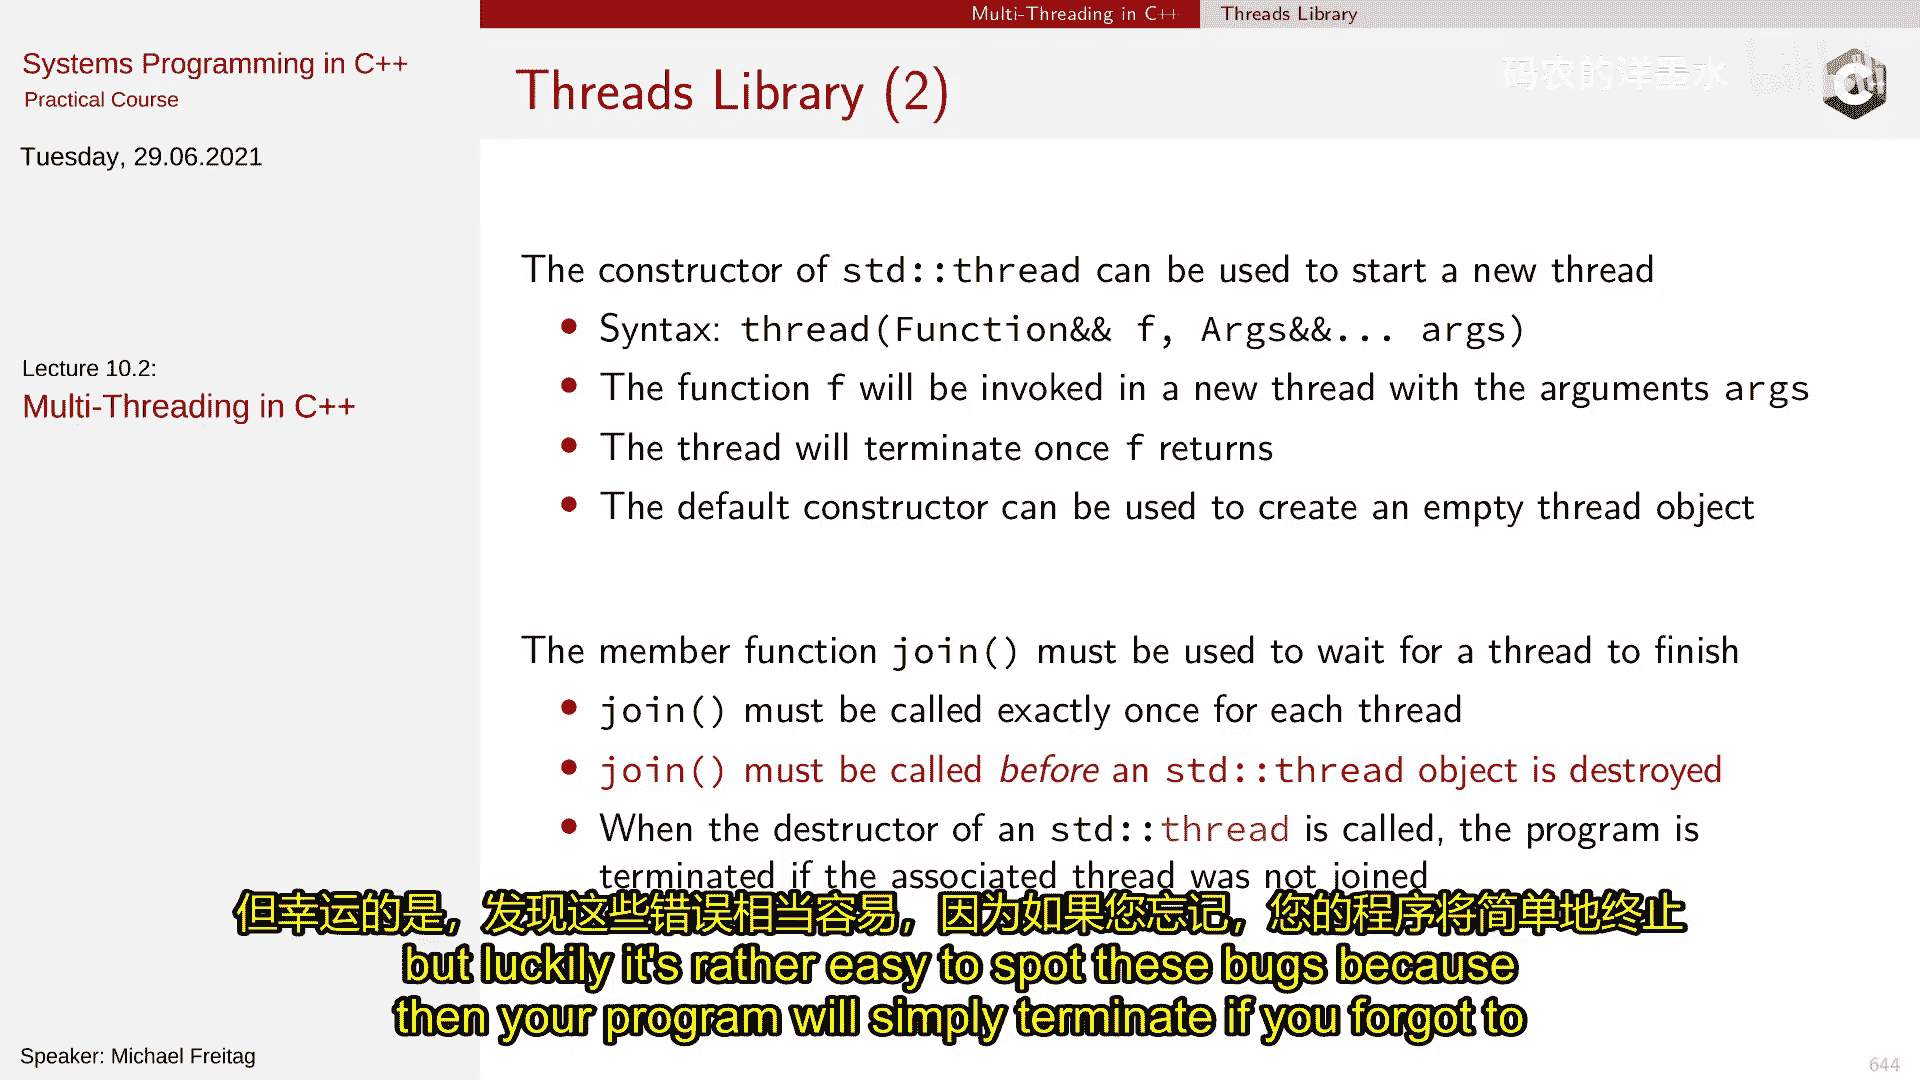 Multi-Threading in C++
Threads Library
Systems Programming in C++
Practical Course
Tuesday, 29.06.2021
Lecture 10.2:
Multi-Threading in C++
Speaker: Michael Freitag
Threads Library (2)
码农的洋墨水
The constructor of std::thread can be used to start a new thread
• Syntax: thread(Function&& f, Args&&... args)
• The function f will be invoked in a new thread with the arguments args
• The thread will terminate once f returns
• The default constructor can be used to create an empty thread object
The member function join() must be used to wait for a thread to finish
• join() must be called exactly once for each thread
• join() must be called before an std::thread object is destroyed
• When the destructor of an std::thread is called, the program is
terminated if the associated thread was not joined
但幸运的是，发现这些错误相当容易，因为如果您忘记，您的程序将简单地终止
but luckily it's rather easy to spot these bugs because
then your program will simply terminate if you forgot to
644